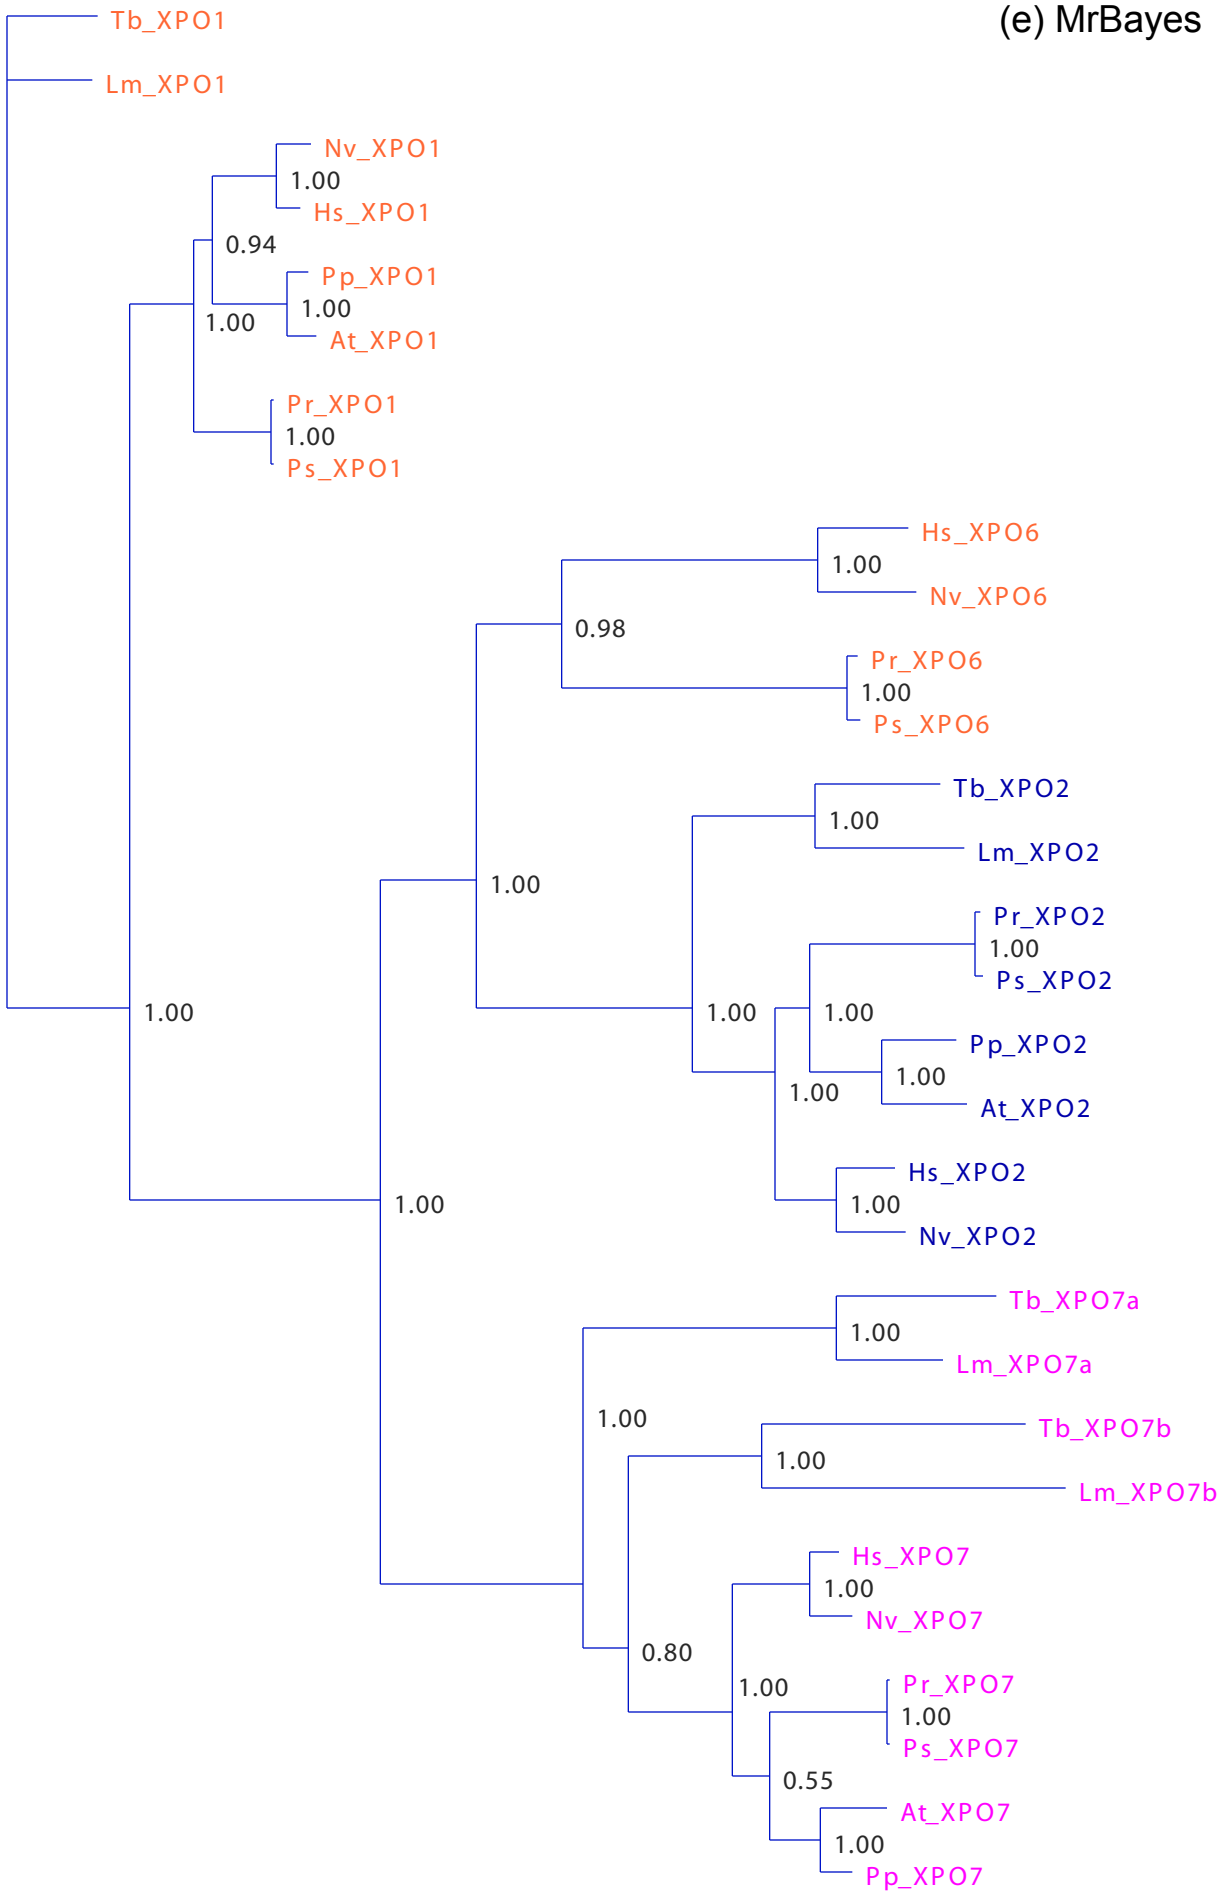 (e) MrBayes
Tb_XPO1
Lm_XPO1
Nv_XPO1
1.00
Hs_XPO1
0.94
Pp_XPO1
1.00
1.00
At_XPO1
Pr_XPO1
1.00
Ps_XPO1
Hs_XPO6
1.00
Nv_XPO6
0.98
Pr_XPO6
1.00
Ps_XPO6
Tb_XPO2
1.00
Lm_XPO2
1.00
Pr_XPO2
1.00
Ps_XPO2
1.00
1.00
1.00
Pp_XPO2
1.00
1.00
At_XPO2
Hs_XPO2
1.00
1.00
Nv_XPO2
Tb_XPO7a
1.00
Lm_XPO7a
1.00
Tb_XPO7b
1.00
Lm_XPO7b
Hs_XPO7
1.00
Nv_XPO7
0.80
Pr_XPO7
1.00
1.00
Ps_XPO7
0.55
At_XPO7
1.00
Pp_XPO7